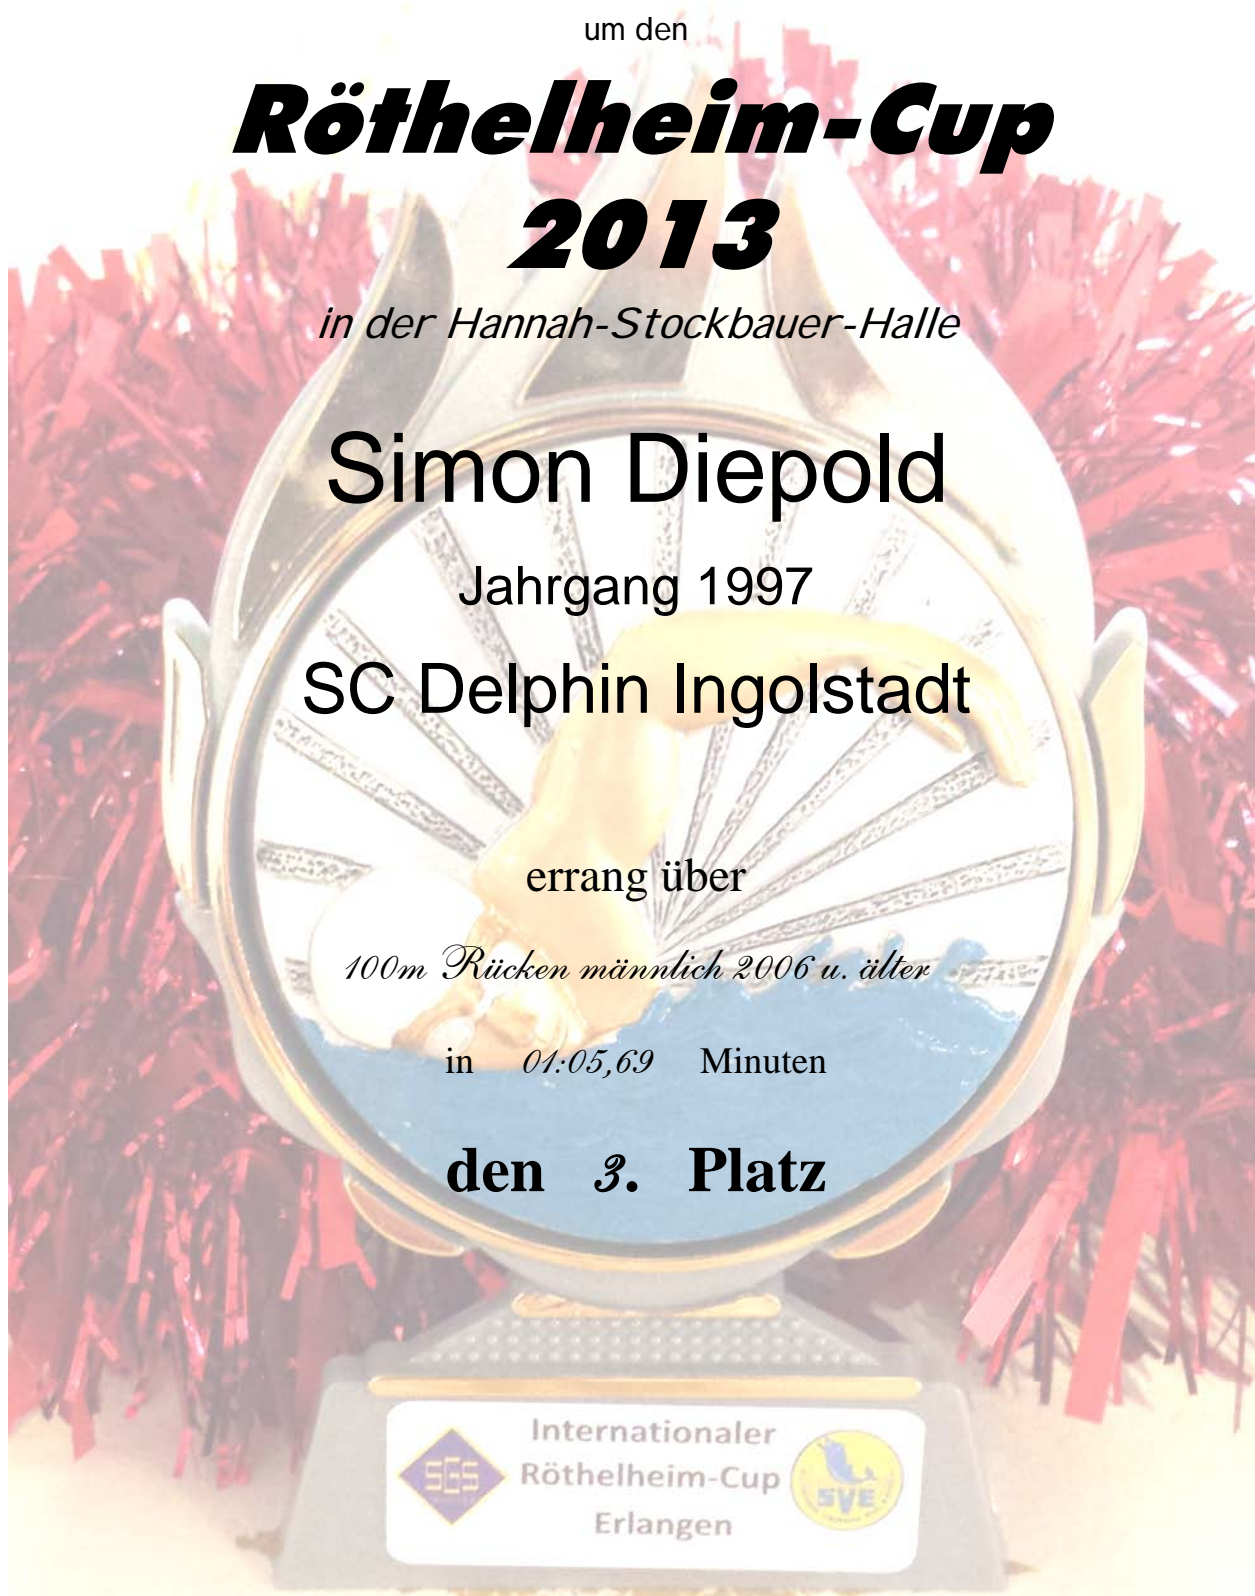 um den
Röthelheim-Cup
2013
in der Hannah-Stockbauer-Halle
Simon Diepold
Jahrgang 1997
SC Delphin Ingolstadt
errang über
100m Rücken männlich 2006 u. älter
in 01:05,69 Minuten
den 3. Platz
Internationaler
SGS Röthelheim-Cup SVE
Erlangen